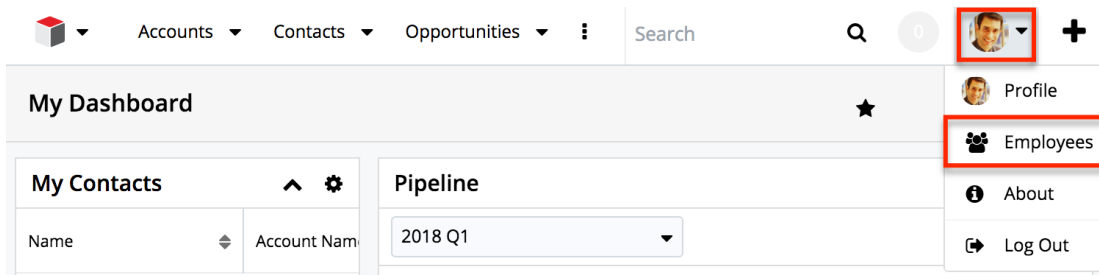 Accounts Contacts Opportunities Search 0
My Dashboard
Profile
Employees
About
Log Out
My Contacts
Name Account Nam
Pipeline
2018 Q1